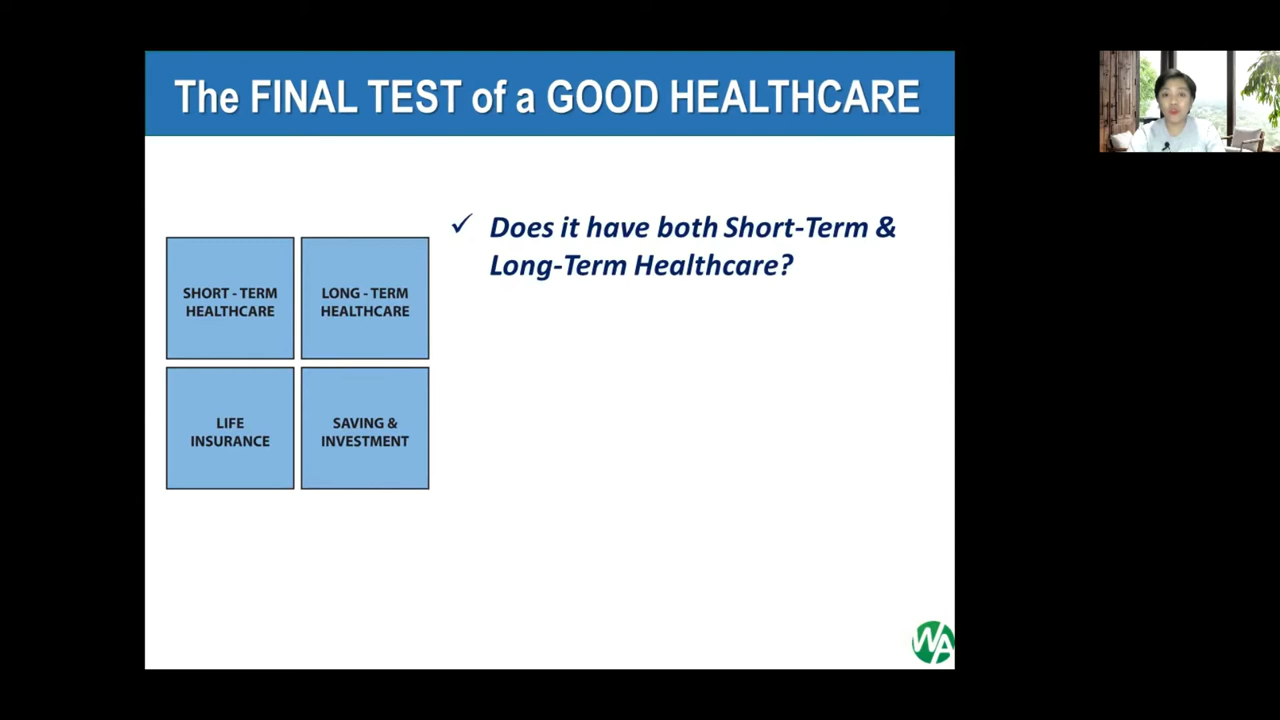 The FINAL TEST of a GOOD HEALTHCARE
✓ Does it have both Short-Term &
Long-Term Healthcare?
SHORT - TERM
HEALTHCARE
LONG - TERM
HEALTHCARE
LIFE
INSURANCE
SAVING &
INVESTMENT
WA